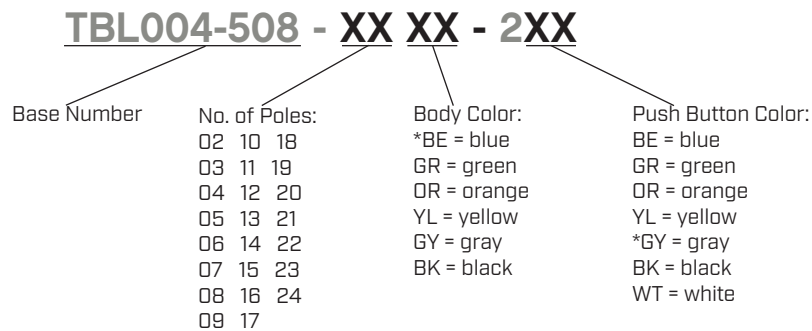 TBL004-508 - XX XX - 2XX
Base Number
No. of Poles:
02 10 18
03 11 19
04 12 20
05 13 21
06 14 22
07 15 23
08 16 24
09 17
Body Color:
*BE = blue
GR = green
OR = orange
YL = yellow
GY = gray
BK = black
Push Button Color:
BE = blue
GR = green
OR = orange
YL = yellow
*GY = gray
BK = black
WT = white